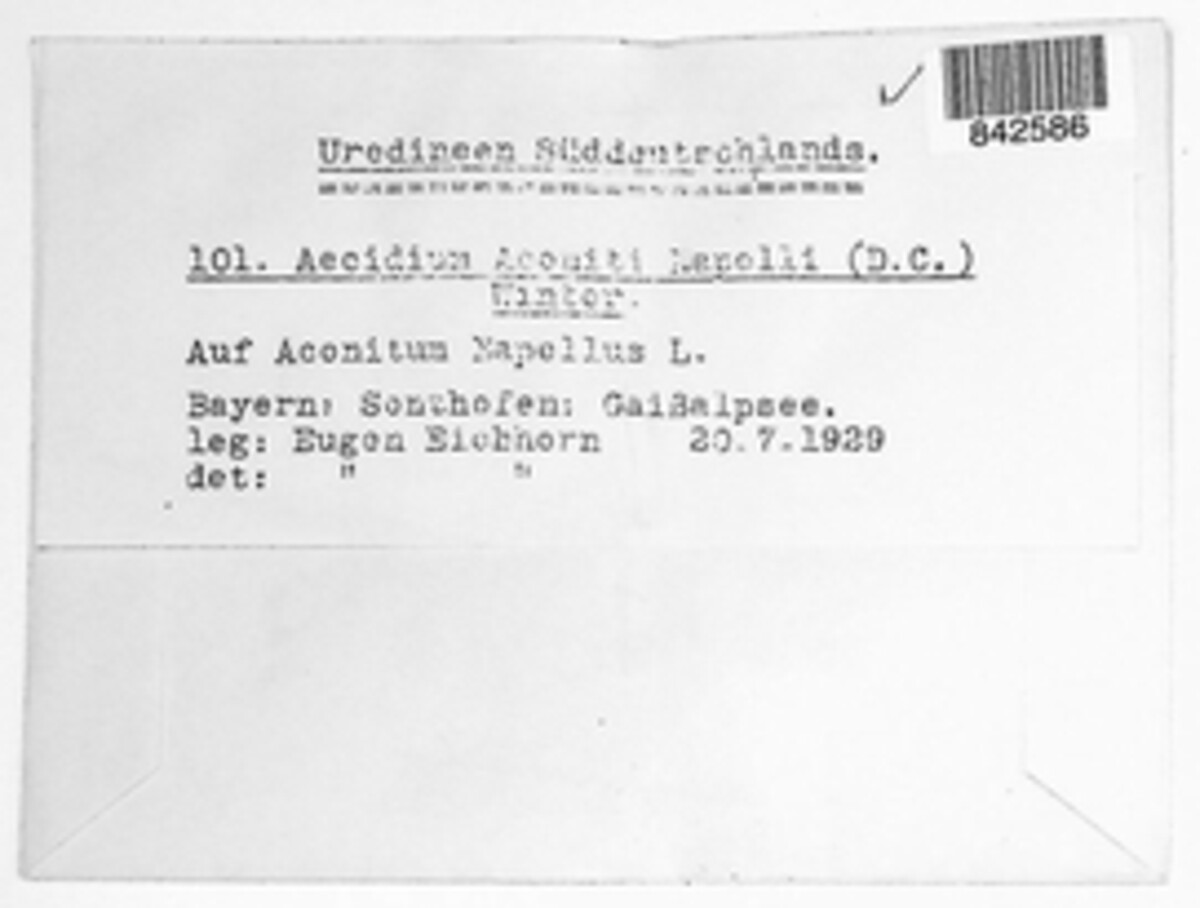 842586
Uredineen Süddeutschlands.
101. Aecidium Aconiti Napelli (D.C.)
Winter.
Auf Aconitum Napellus L.
Bayern: Sonthofen: Gaißalpsee.
leg: Eugen Eichhorn 20.7.1929
det: " "